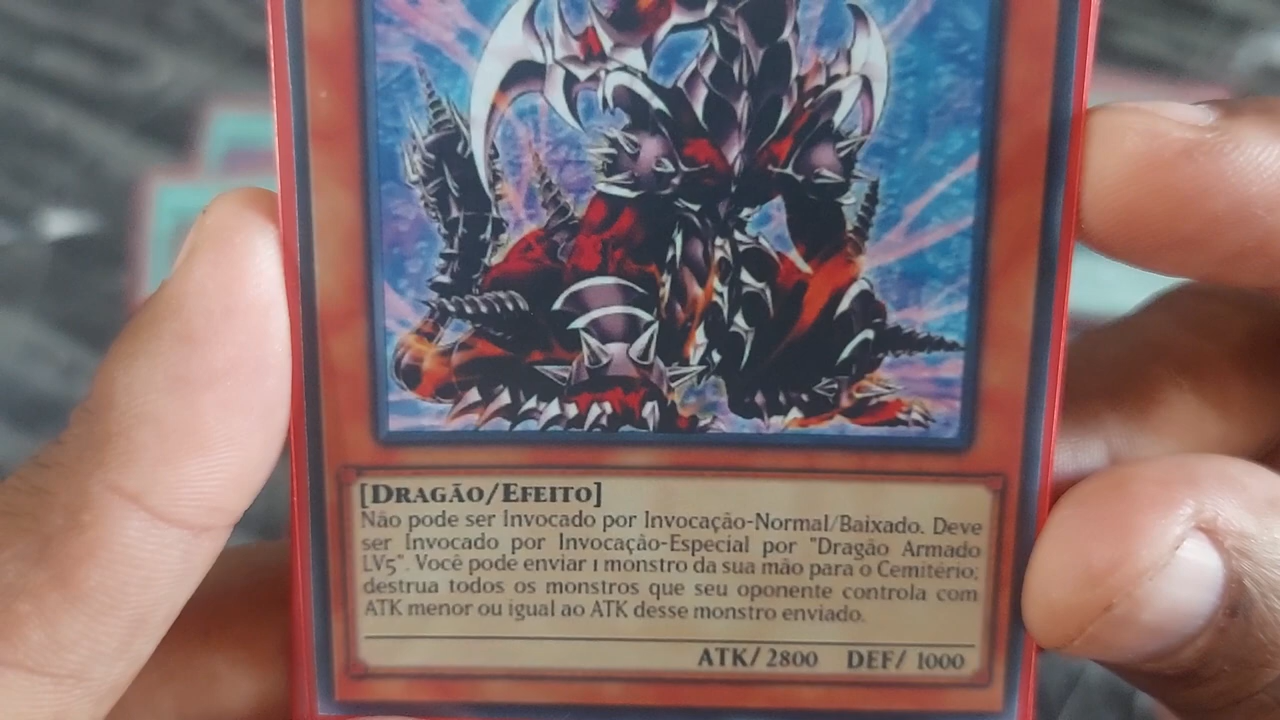 [DRAGÃO/EFEITO]
Não pode ser Invocado por Invocação-Normal/Baixado. Deve
ser Invocado por Invocação-Especial por "Dragão Armado
LV5". Você pode enviar 1 monstro da sua mão para o Cemitério;
destrua todos os monstros que seu oponente controla com
ATK menor ou igual ao ATK desse monstro enviado.
ATK/ 2800 DEF/ 1000